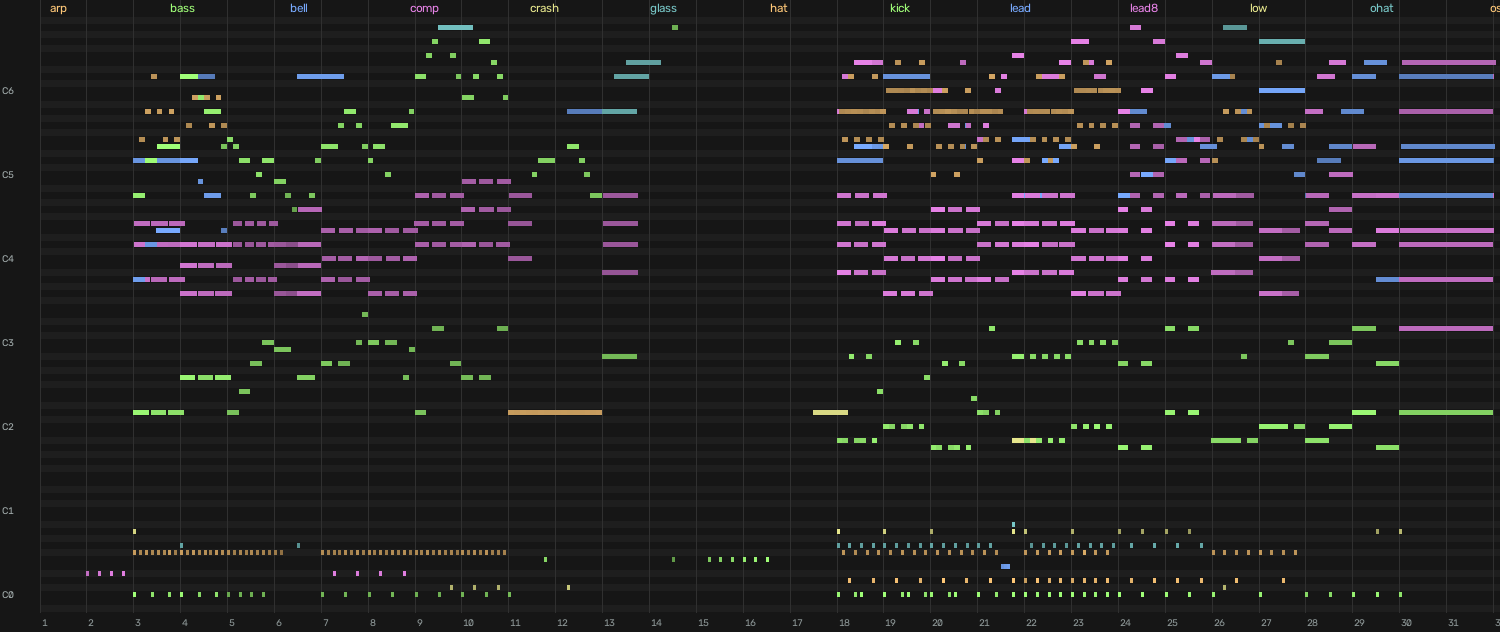 arp bass bell comp crash glass hat kick lead lead8 low ohat
C6
C5
C4
C3
C2
C1
C0
1 2 3 4 5 6 7 8 9 10 11 12 13 14 15 16 17 18 19 20 21 22 23 24 25 26 27 28 29 30 31